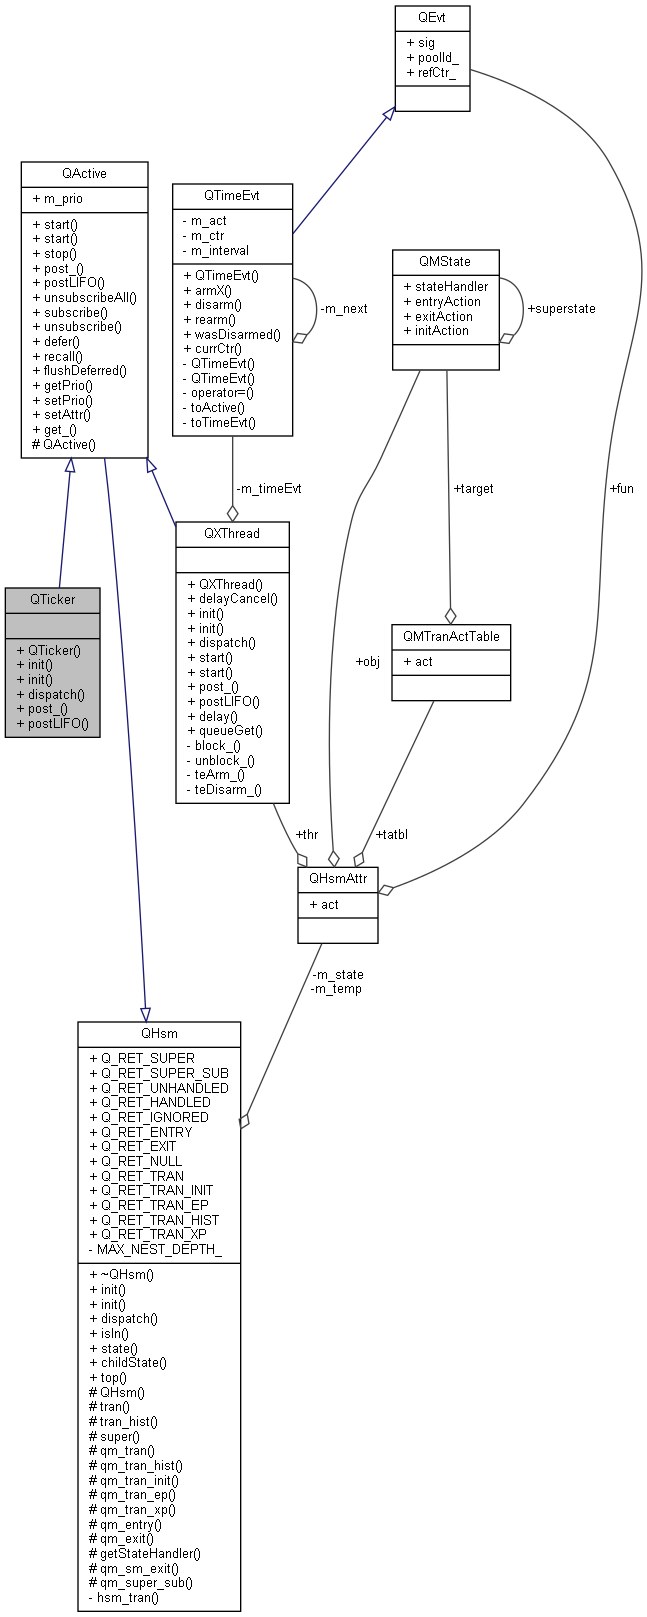 QEvt
+ sig
+ poolId_
+ refCtr_
QActive
+ m_prio
+ start()
+ start()
+ stop()
+ post_()
+ postLIFO()
+ unsubscribeAll()
+ subscribe()
+ unsubscribe()
+ defer()
+ recall()
+ flushDeferred()
+ getPrio()
+ setPrio()
+ setAttr()
+ get_()
# QActive()
QTimeEvt
- m_act
- m_ctr
- m_interval
+ QTimeEvt()
+ armX()
+ disarm()
+ rearm()
+ wasDisarmed()
+ currCtr()
- QTimeEvt()
- QTimeEvt()
- operator=()
- toActive()
- toTimeEvt()
-m_next
QMState
+ stateHandler
+ entryAction
+ exitAction
+ initAction
+superstate
-m_timeEvt
+target
+fun
QXThread
+ QXThread()
+ delayCancel()
+ init()
+ init()
+ dispatch()
+ start()
+ start()
+ post_()
+ postLIFO()
+ delay()
+ queueGet()
- block_()
- unblock_()
- teArm_()
- teDisarm_()
QTicker
+ QTicker()
+ init()
+ init()
+ dispatch()
+ post_()
+ postLIFO()
QMTranActTable
+ act
+obj
+thr
+tatbl
QHsmAttr
+ act
-m_state
-m_temp
QHsm
+ Q_RET_SUPER
+ Q_RET_SUPER_SUB
+ Q_RET_UNHANDLED
+ Q_RET_HANDLED
+ Q_RET_IGNORED
+ Q_RET_ENTRY
+ Q_RET_EXIT
+ Q_RET_NULL
+ Q_RET_TRAN
+ Q_RET_TRAN_INIT
+ Q_RET_TRAN_EP
+ Q_RET_TRAN_HIST
+ Q_RET_TRAN_XP
- MAX_NEST_DEPTH_
+ ~QHsm()
+ init()
+ init()
+ dispatch()
+ isIn()
+ state()
+ childState()
+ top()
# QHsm()
# tran()
# tran_hist()
# super()
# qm_tran()
# qm_tran_hist()
# qm_tran_init()
# qm_tran_ep()
# qm_tran_xp()
# qm_entry()
# qm_exit()
# getStateHandler()
# qm_sm_exit()
# qm_super_sub()
- hsm_tran()